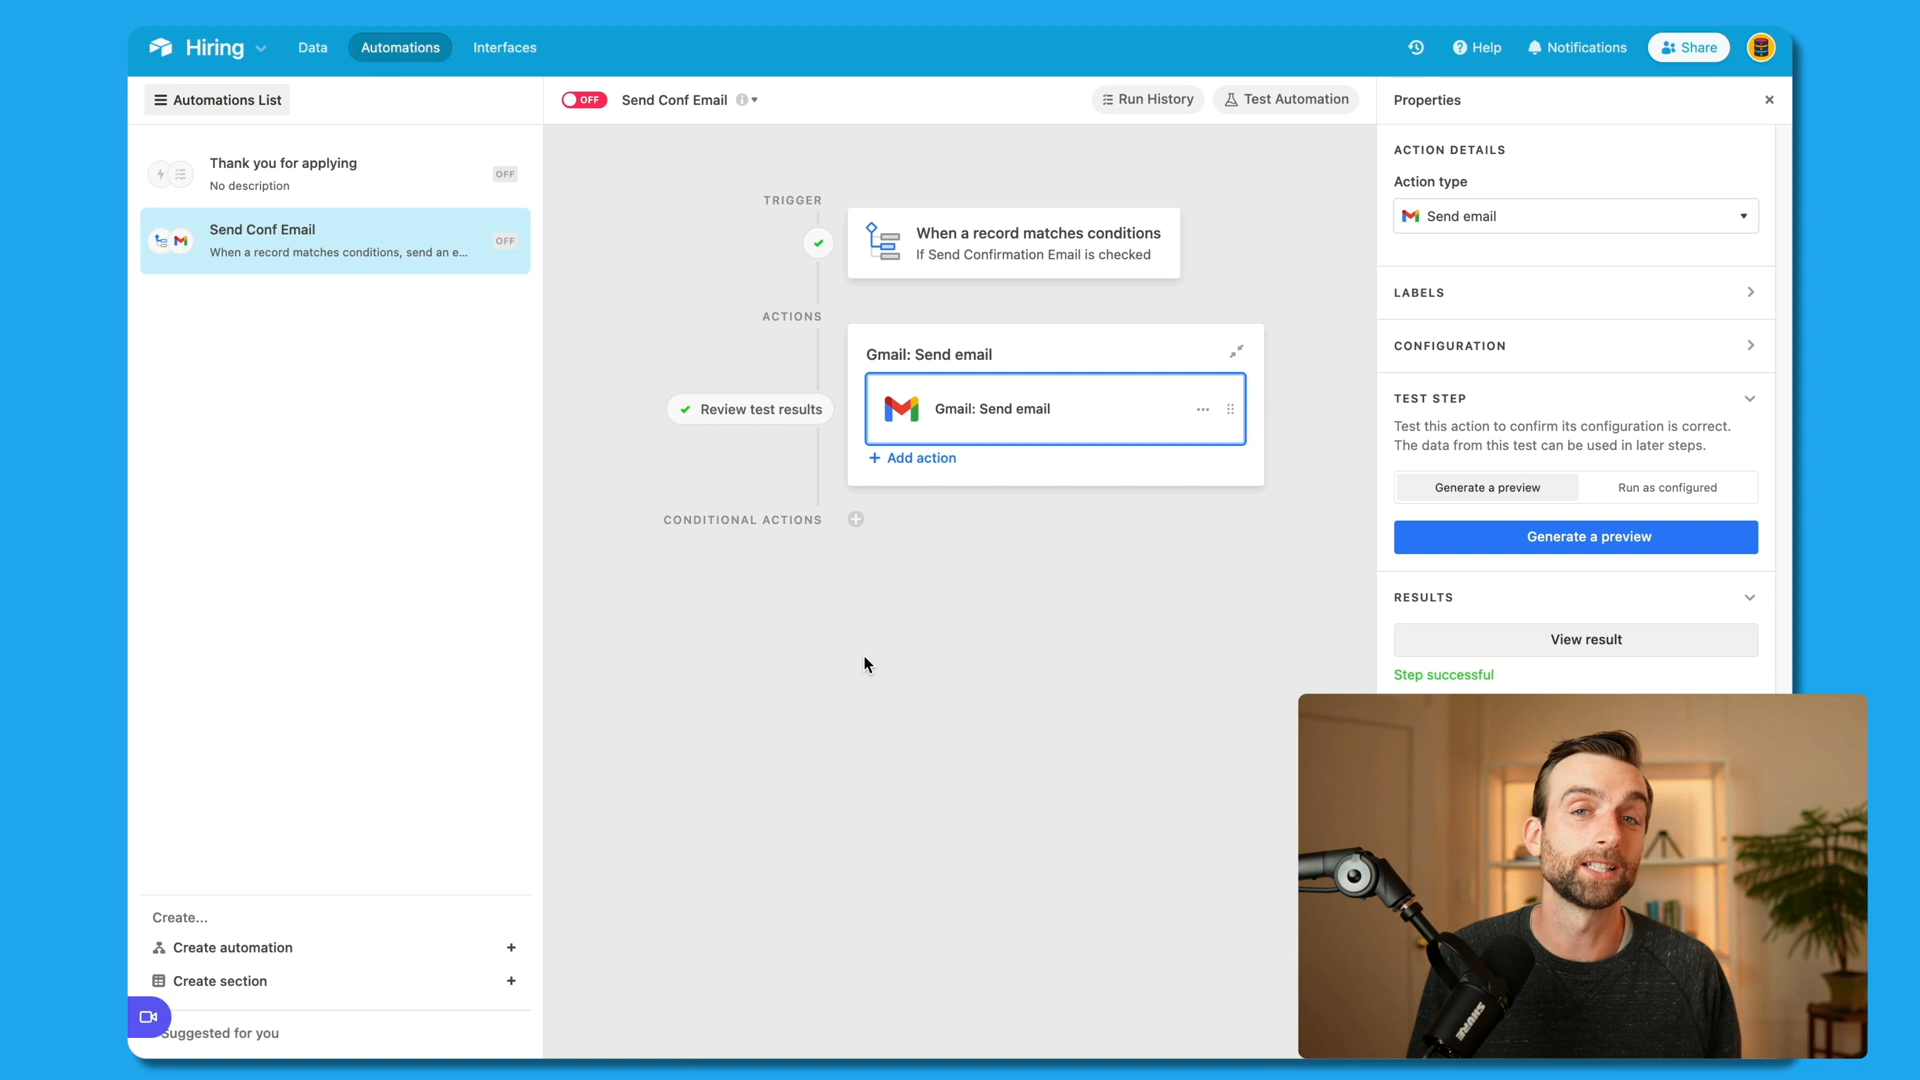 Hiring
Data
Automations
Interfaces
Help
Notifications
Share
Automations List
OFF
Send Conf Email
Run History
Test Automation
Properties
Thank you for applying
No description
OFF
Send Conf Email
When a record matches conditions, send an e...
OFF
TRIGGER
When a record matches conditions
If Send Confirmation Email is checked
ACTIONS
Gmail: Send email
Review test results
Gmail: Send email
Add action
CONDITIONAL ACTIONS
ACTION DETAILS
Action type
Send email
LABELS
CONFIGURATION
TEST STEP
Test this action to confirm its configuration is correct.
The data from this test can be used in later steps.
Generate a preview
Run as configured
Generate a preview
RESULTS
View result
Step successful
Create...
Create automation
Create section
Suggested for you
SHURE